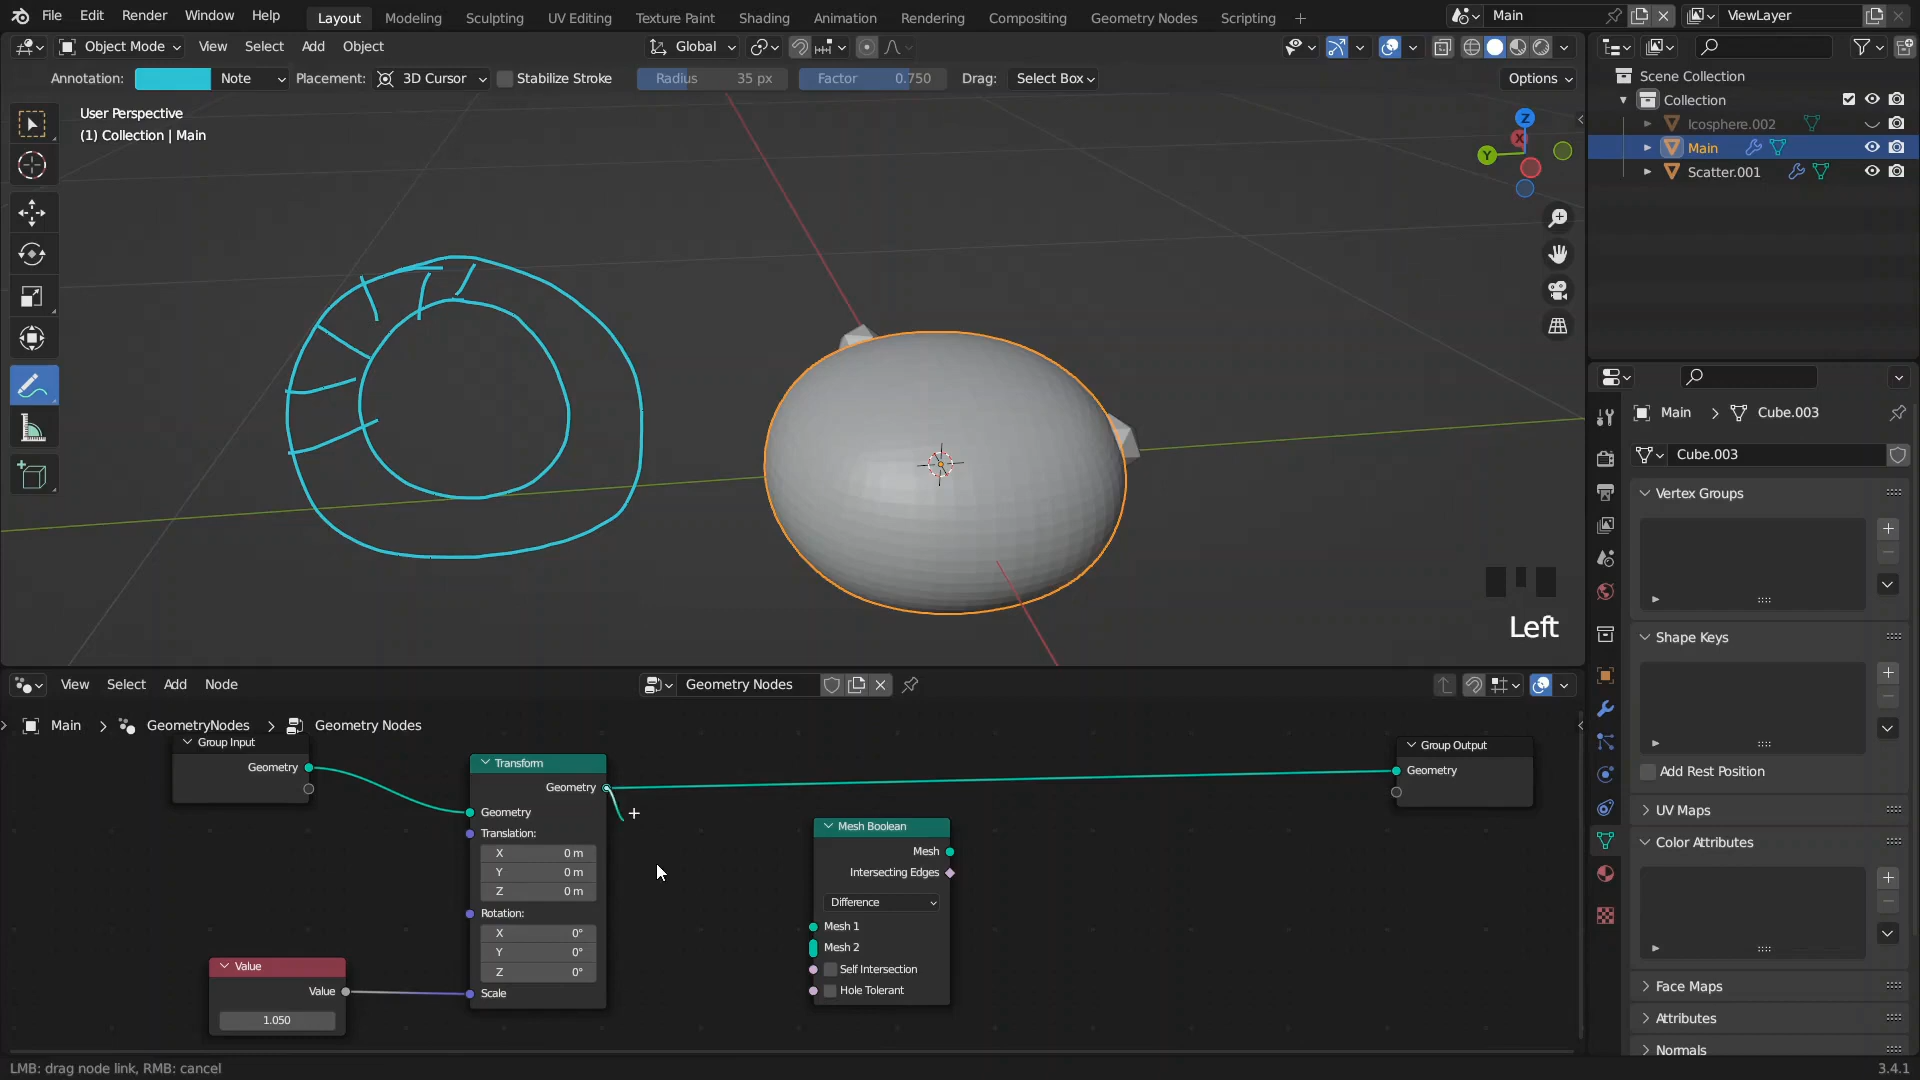 File Edit Render Window Help Layout Modeling Sculpting UV Editing Texture Paint Shading Animation Rendering Compositing Geometry Nodes Scripting Main ViewLayer
Object Mode View Select Add Object Global
Annotation: Note Placement: 3D Cursor Stabilize Stroke Radius 35 px Factor 0.750 Drag: Select Box Options
User Perspective
(1) Collection | Main
Z
X
Y
Scene Collection
Collection
Icosphere.002
Main
Scatter.001
Main > Cube.003
Cube.003
Vertex Groups
Shape Keys
Add Rest Position
UV Maps
Color Attributes
Face Maps
Attributes
Normals
Left
View Select Add Node Geometry Nodes
Main > GeometryNodes > Geometry Nodes
Group Input
Geometry
Transform
Geometry
Geometry
Translation:
X 0 m
Y 0 m
Z 0 m
Rotation:
X 0°
Y 0°
Z 0°
Scale
Value
Value
1.050
Mesh Boolean
Mesh
Intersecting Edges
Difference
Mesh 1
Mesh 2
Self Intersection
Hole Tolerant
Group Output
Geometry
LMB: drag node link, RMB: cancel
3.4.1